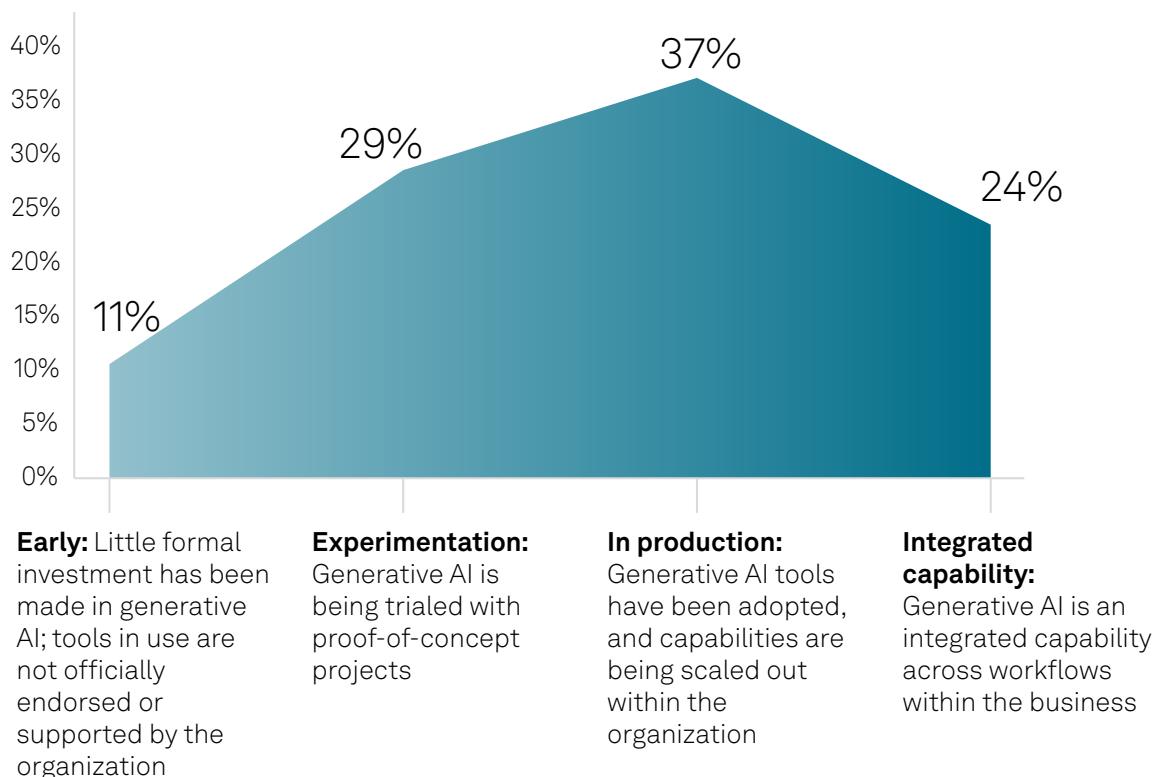 40%
35%
30%
25%
20%
15%
10%
5%
0%
11%
29%
37%
24%
Early: Little formal
investment has been
made in generative
AI; tools in use are
not officially
endorsed or
supported by the
organization
Experimentation:
Generative AI is
being trialed with
proof-of-concept
projects
In production:
Generative AI tools
have been adopted,
and capabilities are
being scaled out
within the
organization
Integrated
capability:
Generative AI is an
integrated capability
across workflows
within the business